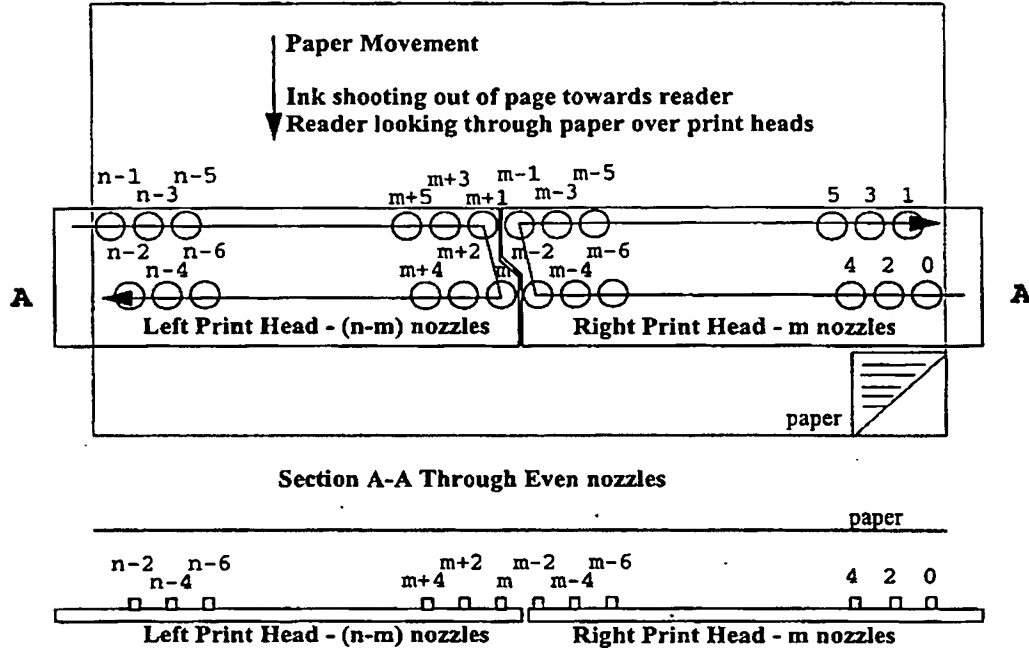 Paper Movement
Ink shooting out of page towards reader
Reader looking through paper over print heads
n-1 n-3 n-5 m+5 m+3 m+1 m-1 m-3 m-5 5 3 1
n-2 n-4 n-6 m+4 m+2 m m-2 m-4 m-6 4 2 0
A A
Left Print Head - (n-m) nozzles Right Print Head - m nozzles
paper
Section A-A Through Even nozzles
paper
n-2 n-4 n-6 m+4 m+2 m m-2 m-4 m-6 4 2 0
Left Print Head - (n-m) nozzles Right Print Head - m nozzles